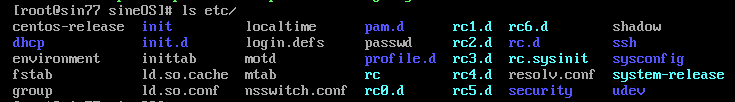 [root@sin77 sineOS]# ls etc/
centos-release init localtime pam.d rc1.d rc6.d shadow
dhcp init.d login.defs passwd rc2.d rc.d ssh
environment inittab motd profile.d rc3.d rc.sysinit sysconfig
fstab ld.so.cache mtab rc rc4.d resolv.conf system-release
group ld.so.conf nsswitch.conf rc0.d rc5.d security udev